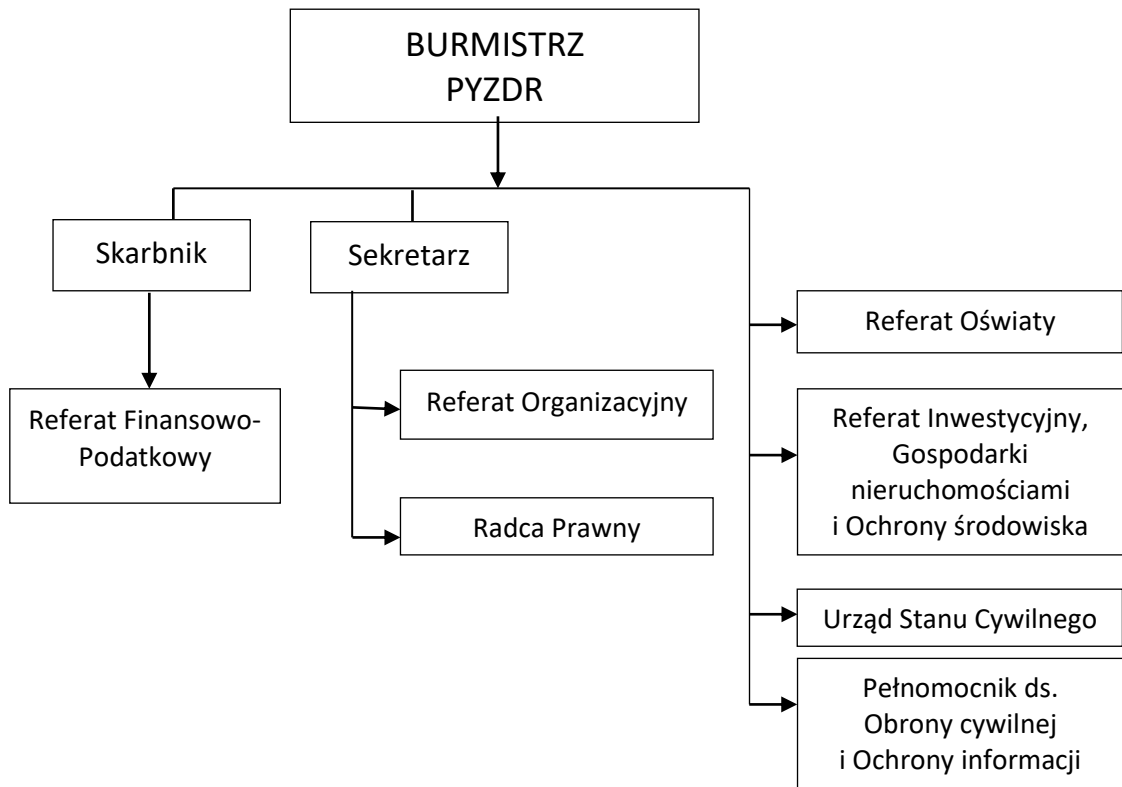 BURMISTRZ
PYZDR
Skarbnik
Sekretarz
Referat Oświaty
Referat Organizacyjny
Referat Finansowo-
Podatkowy
Referat Inwestycyjny,
Gospodarki
nieruchomościami
i Ochrony środowiska
Radca Prawny
Urząd Stanu Cywilnego
Pełnomocnik ds.
Obrony cywilnej
i Ochrony informacji